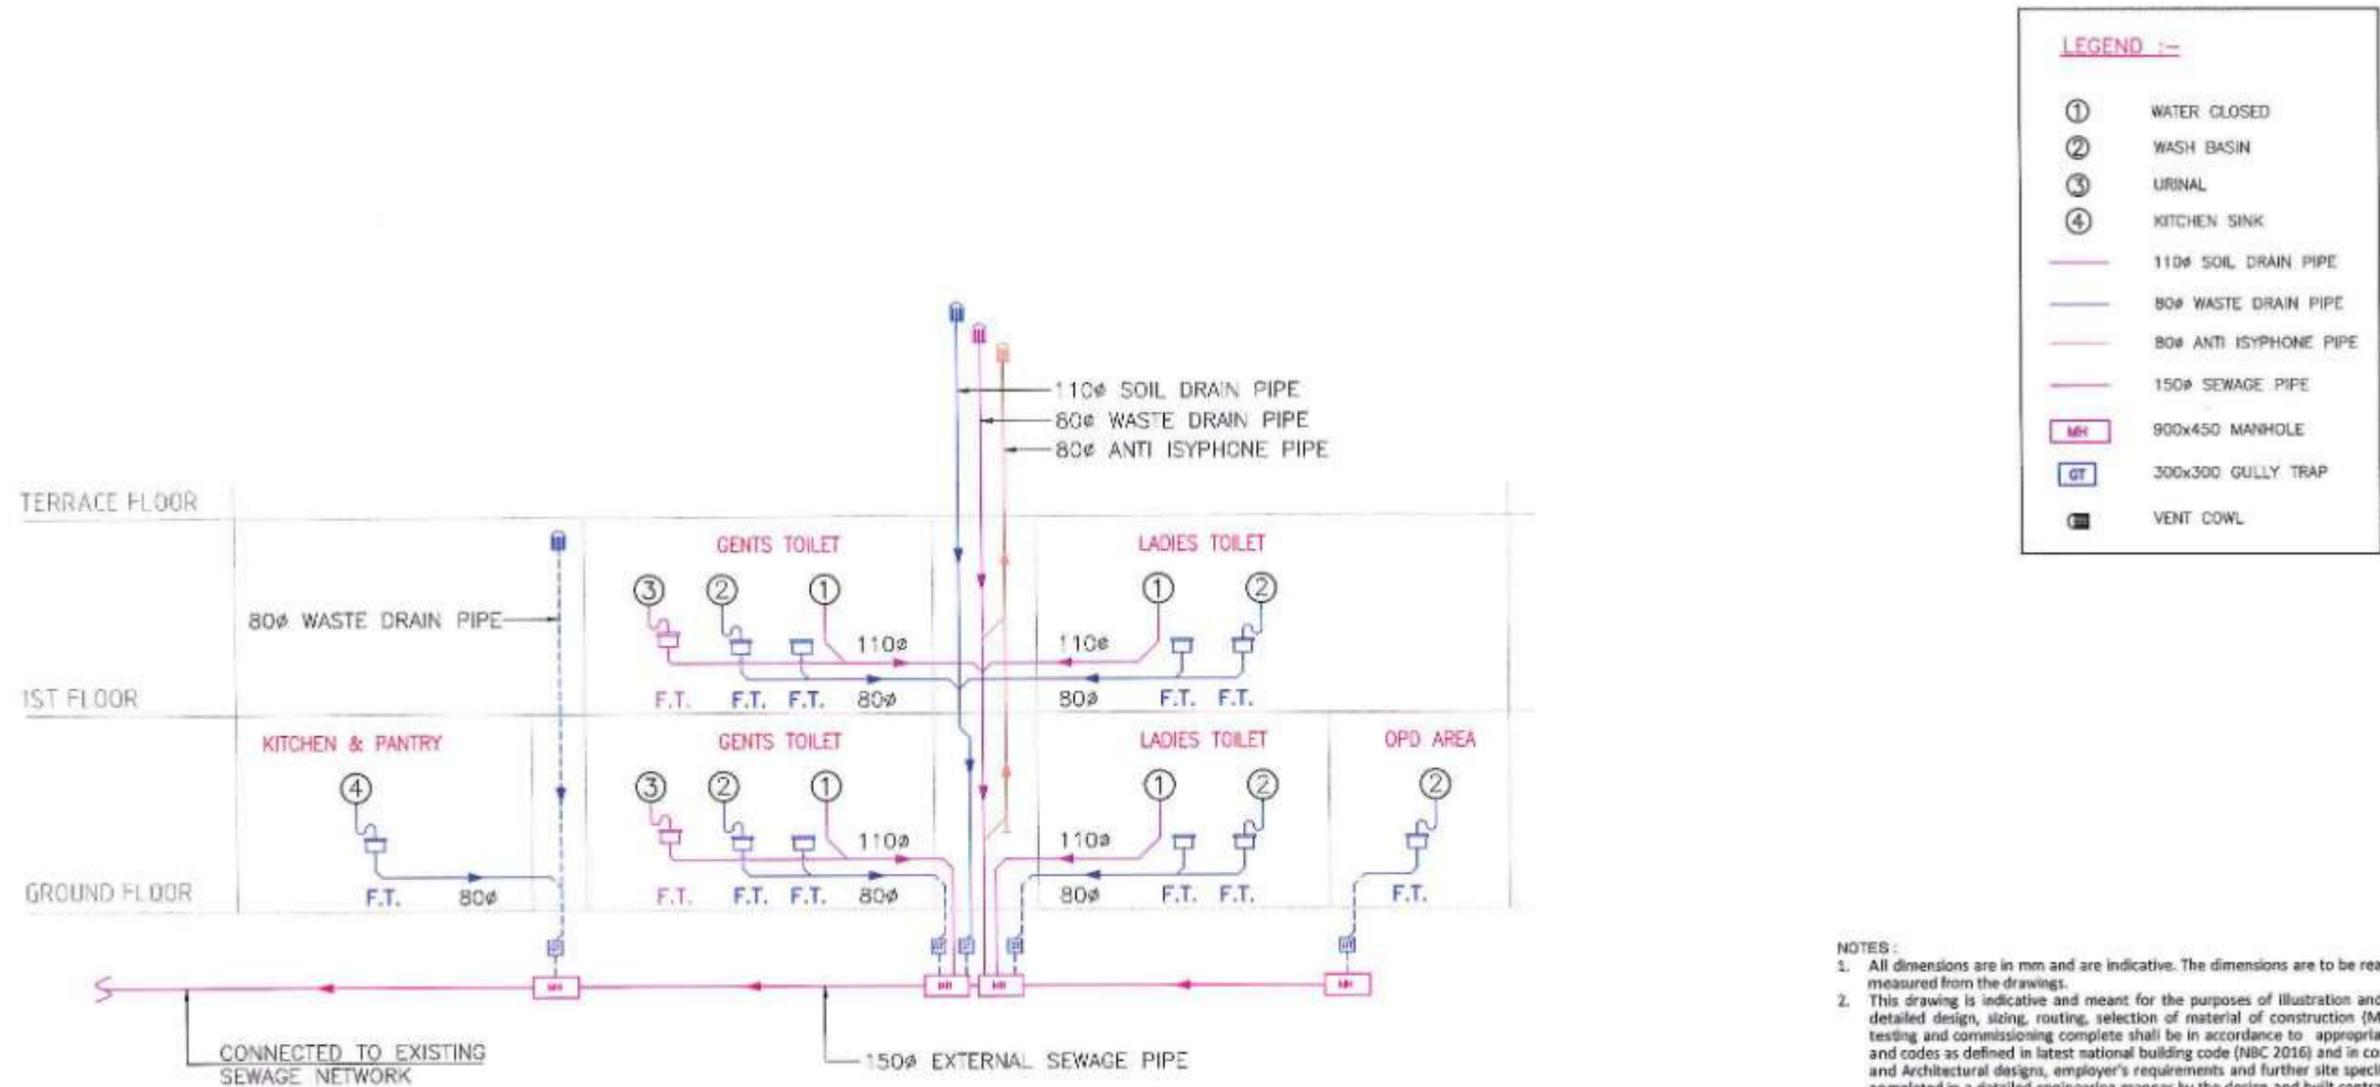 LEGEND :-
① WATER CLOSED
② WASH BASIN
③ URINAL
④ KITCHEN SINK
110ø SOIL DRAIN PIPE
80ø WASTE DRAIN PIPE
80ø ANTI ISYPHONE PIPE
150ø SEWAGE PIPE
MH 900x450 MANHOLE
GT 300x300 GULLY TRAP
VENT COWL
110ø SOIL DRAIN PIPE
80ø WASTE DRAIN PIPE
80ø ANTI ISYPHONE PIPE
TERRACE FLOOR
GENTS TOILET
LADIES TOILET
③ ② ① ① ②
80ø WASTE DRAIN PIPE
110ø 110ø
1ST FLOOR
F.T. F.T. F.T. 80ø 80ø F.T. F.T.
KITCHEN & PANTRY
GENTS TOILET
LADIES TOILET
OPD AREA
④ ③ ② ① ① ② ②
110ø 110ø
GROUND FLOOR
F.T. 80ø F.T. F.T. F.T. 80ø 80ø F.T. F.T. F.T.
MH MH MH MH
CONNECTED TO EXISTING
SEWAGE NETWORK
150ø EXTERNAL SEWAGE PIPE
NOTES :
1. All dimensions are in mm and are indicative. The dimensions are to be rea
measured from the drawings.
2. This drawing is indicative and meant for the purposes of illustration and
detailed design, sizing, routing, selection of material of construction (M
testing and commissioning complete shall be in accordance to appropria
and codes as defined in latest national building code (NBC 2016) and in co
and Architectural designs, employer's requirements and further site speci